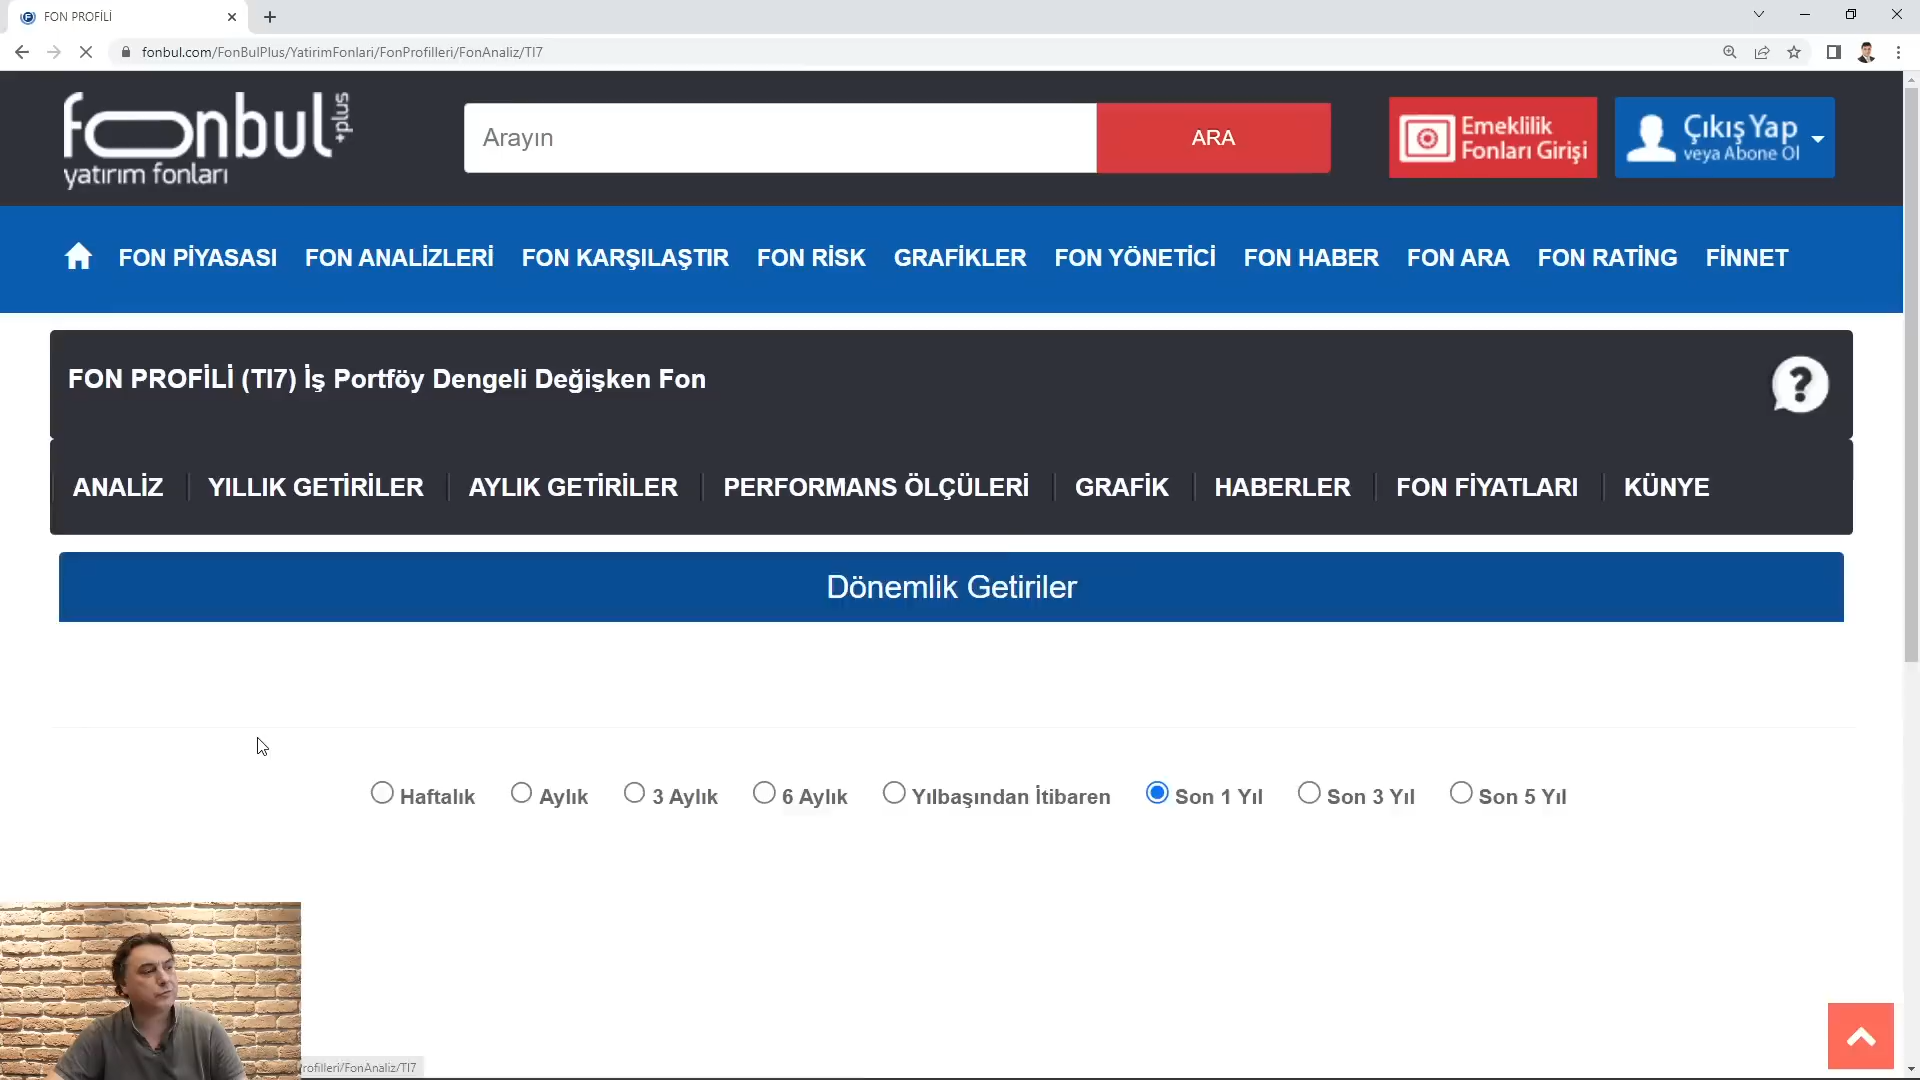 FON PROFİLİ
fonbul.com/FonBulPlus/YatirimFonlari/FonProfilleri/FonAnaliz/TI7
fonbul plus+
yatırım fonları
Arayın
ARA
Emeklilik
Fonları Girişi
Çıkış Yap
veya Abone Ol
FON PİYASASI FON ANALİZLERİ FON KARŞILAŞTIR FON RİSK GRAFİKLER FON YÖNETİCİ FON HABER FON ARA FON RATİNG FİNNET
FON PROFİLİ (TI7) İş Portföy Dengeli Değişken Fon
?
ANALİZ YILLIK GETİRİLER AYLIK GETİRİLER PERFORMANS ÖLÇÜLERİ GRAFİK HABERLER FON FİYATLARI KÜNYE
Dönemlik Getiriler
Haftalık Aylık 3 Aylık 6 Aylık Yılbaşından İtibaren Son 1 Yıl Son 3 Yıl Son 5 Yıl
rofilleri/FonAnaliz/TI7